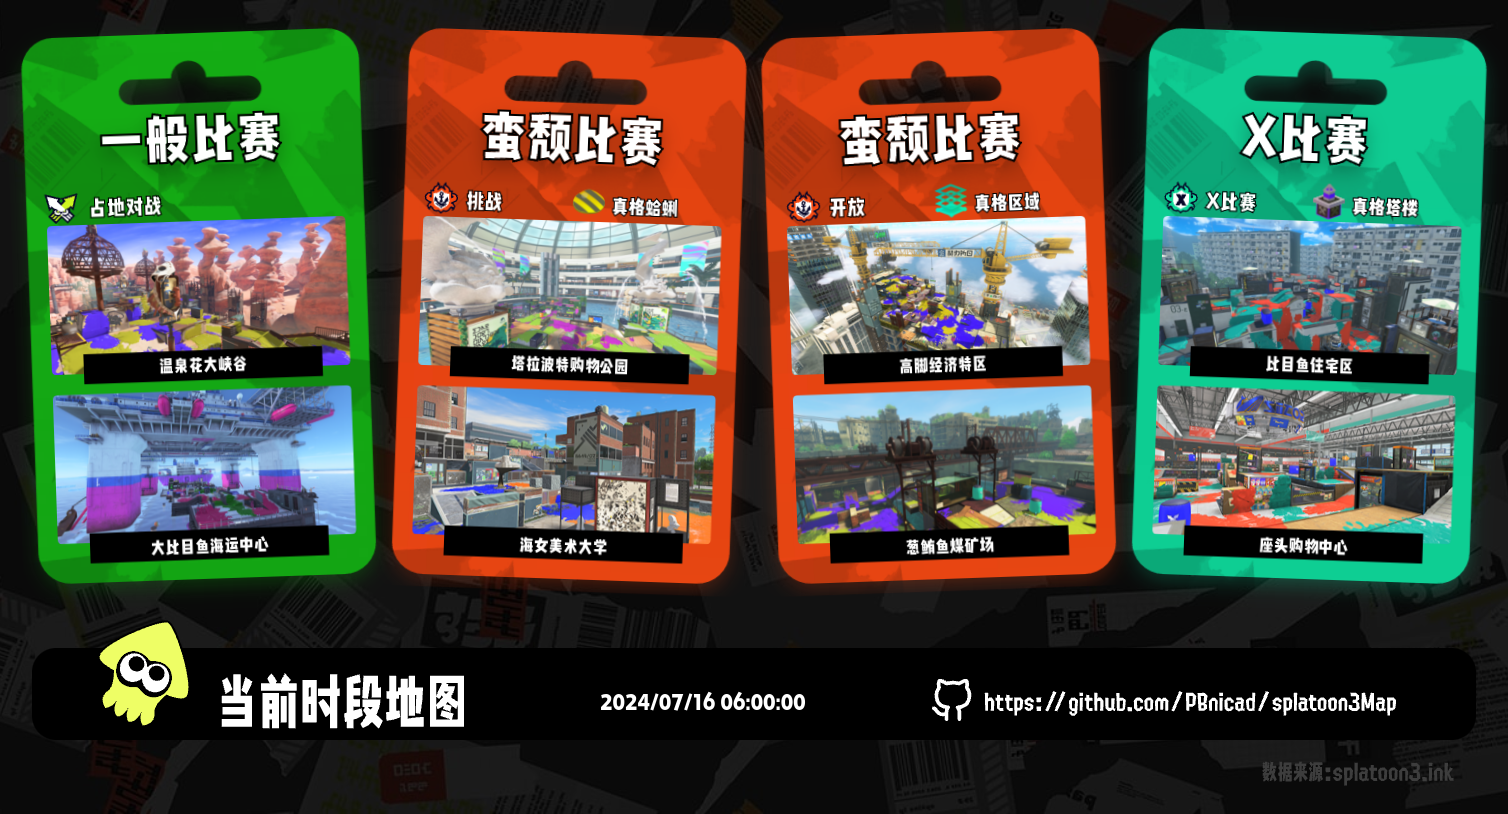 一般比赛
占地对战
温泉花大峡谷
大比目鱼海运中心
蛮颓比赛
挑战
真格蛤蜊
塔拉波特购物公园
海女美术大学
蛮颓比赛
开放
真格区域
高脚经济特区
葱鲔鱼煤矿场
X比赛
X比赛
真格塔楼
比目鱼住宅区
座头购物中心
当前时段地图
2024/07/16 06:00:00
https://github.com/PBnicad/splatoon3Map
数据来源:splatoon3.ink